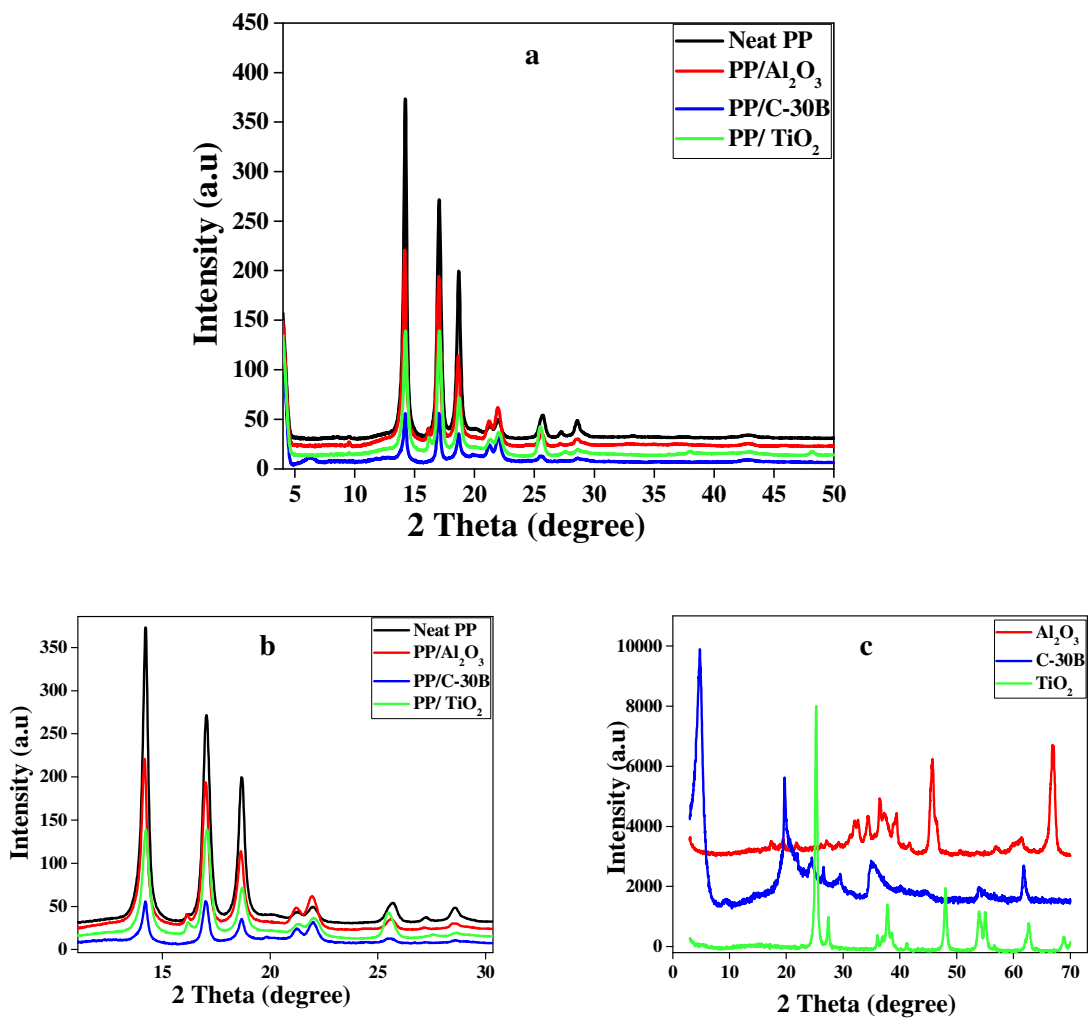 a
Neat PP
PP/Al₂O₃
PP/C-30B
PP/ TiO₂
450
400
350
300
250
200
150
100
50
0
Intensity (a.u)
5 10 15 20 25 30 35 40 45 50
2 Theta (degree)
b
Neat PP
PP/Al₂O₃
PP/C-30B
PP/ TiO₂
350
300
250
200
150
100
50
0
Intensity (a.u)
15 20 25 30
2 Theta (degree)
c
Al₂O₃
C-30B
TiO₂
10000
8000
6000
4000
2000
0
Intensity (a.u)
0 10 20 30 40 50 60 70
2 Theta (degree)